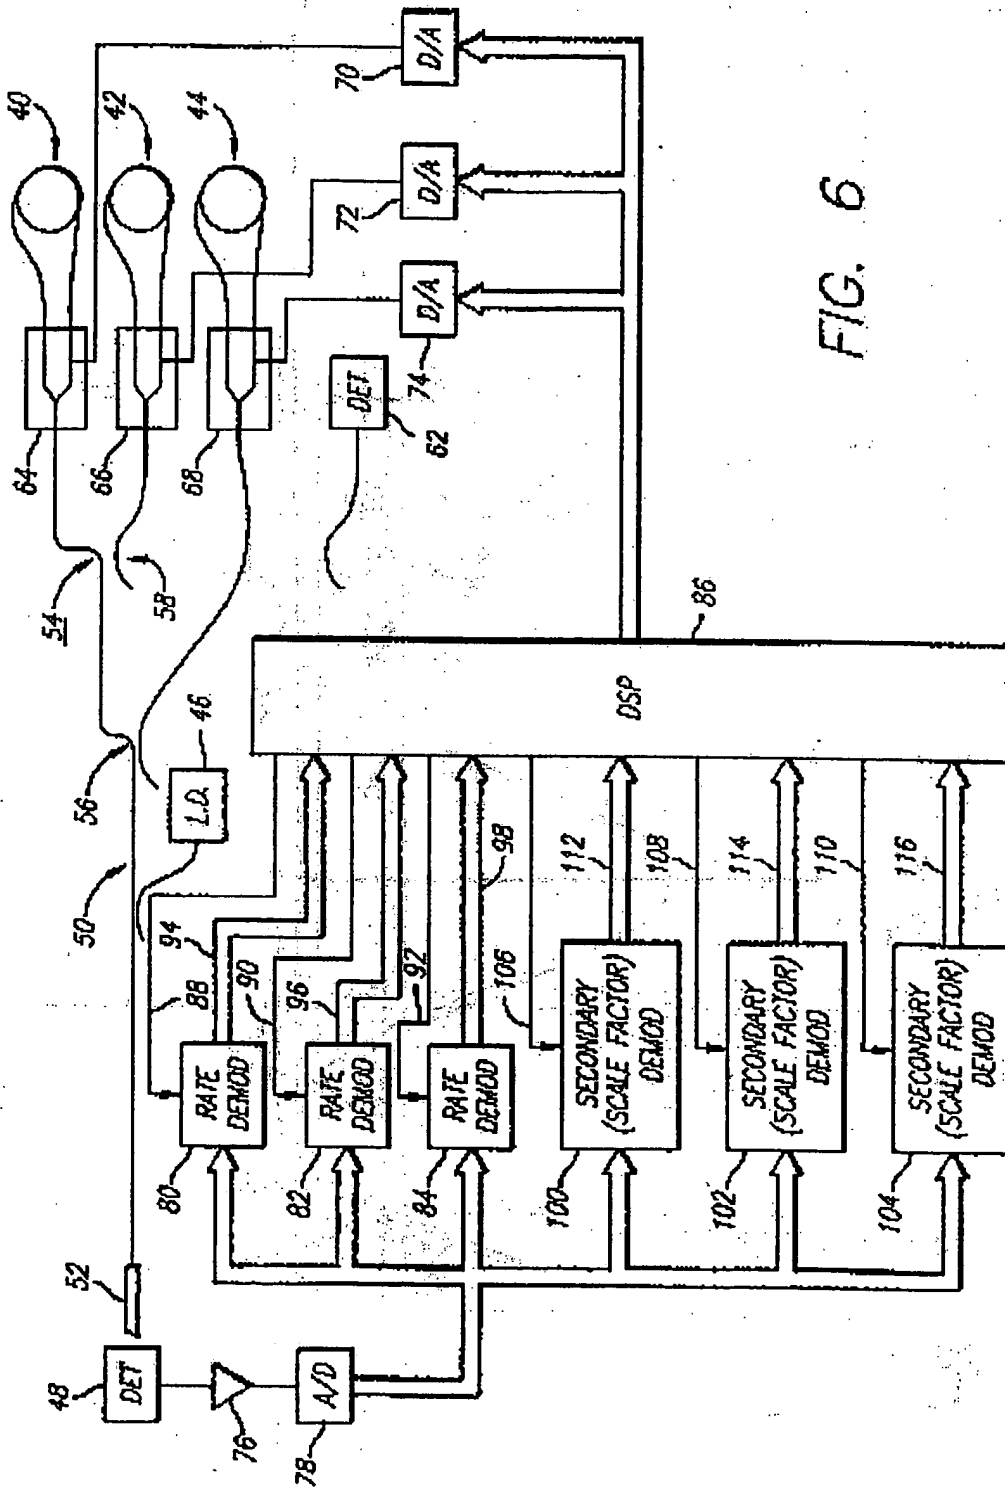 40
42
44
64
66
68
54
58
56
50
46
L.D.
52
48
DET
76
78
A/D
DET
62
D/A
70
D/A
72
D/A
74
80
RATE
DEMOD
88
94
82
RATE
DEMOD
90
96
84
RATE
DEMOD
92
98
100
SECONDARY
(SCALE FACTOR)
DEMOD
106
112
102
SECONDARY
(SCALE FACTOR)
DEMOD
108
114
104
SECONDARY
(SCALE FACTOR)
DEMOD
110
116
DSP
86
FIG. 6